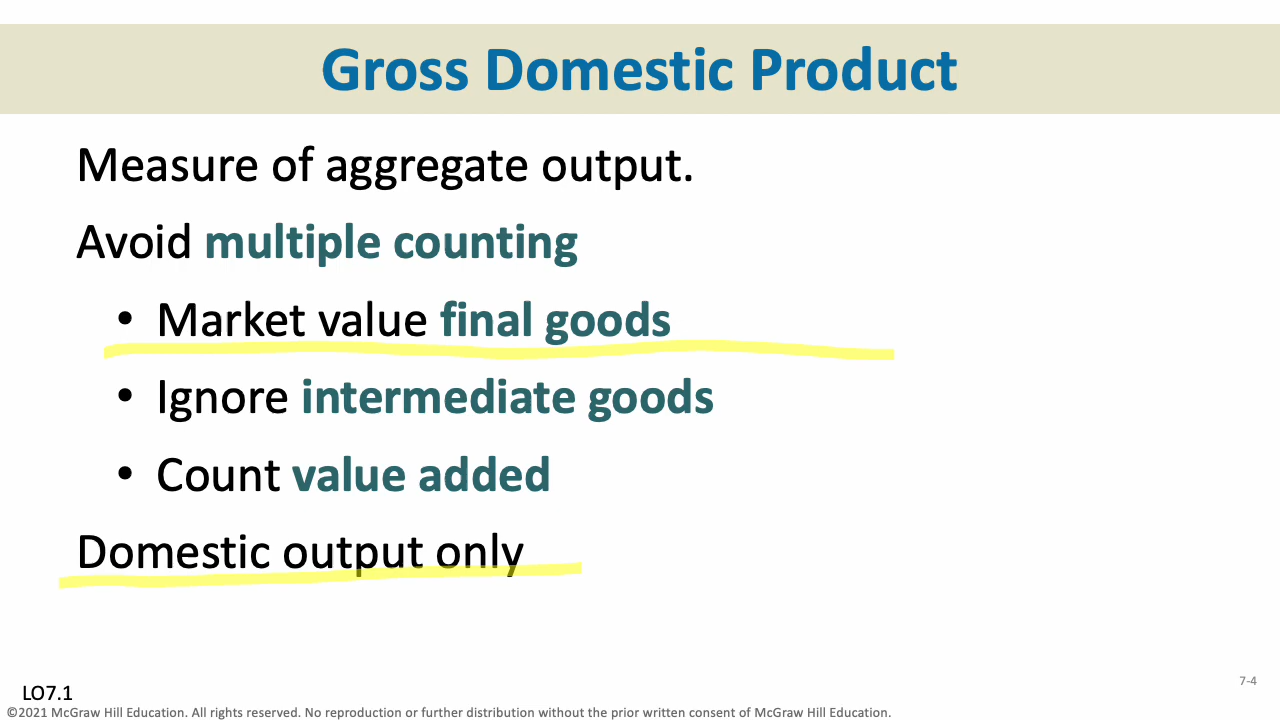 Gross Domestic Product
Measure of aggregate output.
Avoid multiple counting
• Market value final goods
• Ignore intermediate goods
• Count value added
Domestic output only
7-4
LO7.1
©2021 McGraw Hill Education. All rights reserved. No reproduction or further distribution without the prior written consent of McGraw Hill Education.